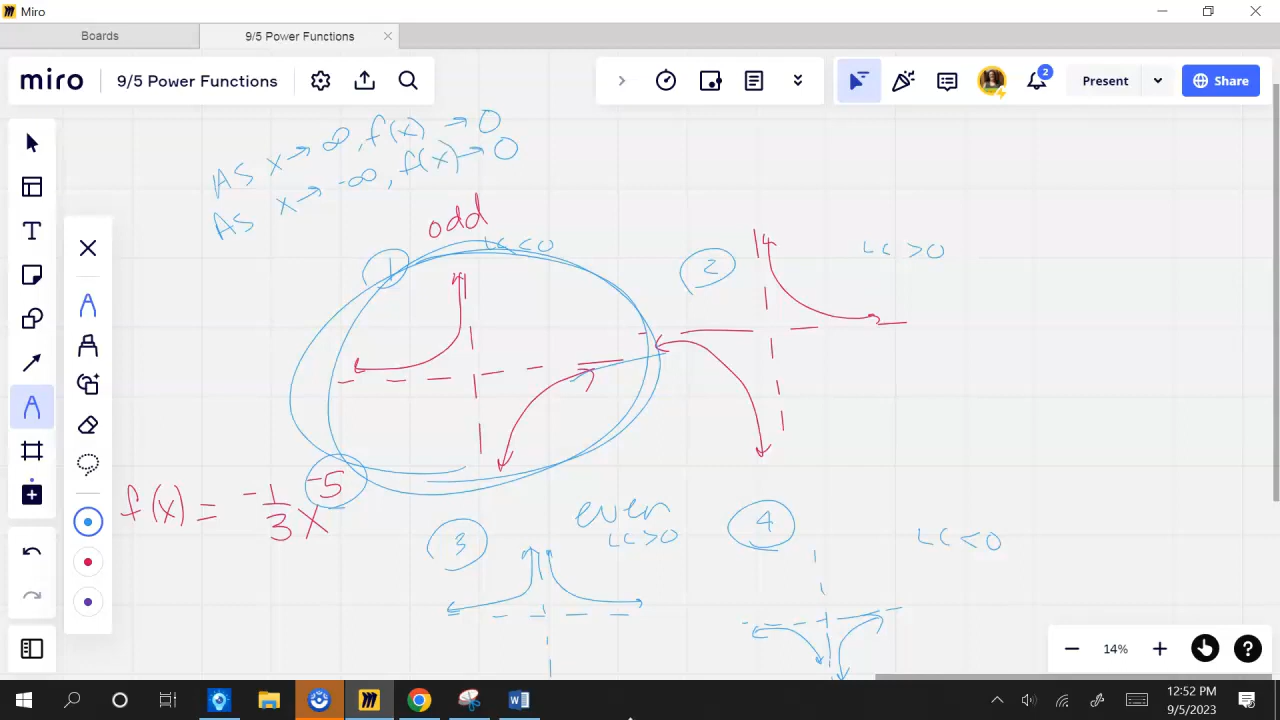 Miro
Boards
9/5 Power Functions
miro
9/5 Power Functions
2
Present
Share
AS x → ∞, f(x) → 0
AS x → -∞, f(x) → 0
odd
① LC < 0
② LC > 0
f(x) = -1/3 x^-5
even
③ LC > 0
④ LC < 0
14%
12:52 PM
9/5/2023